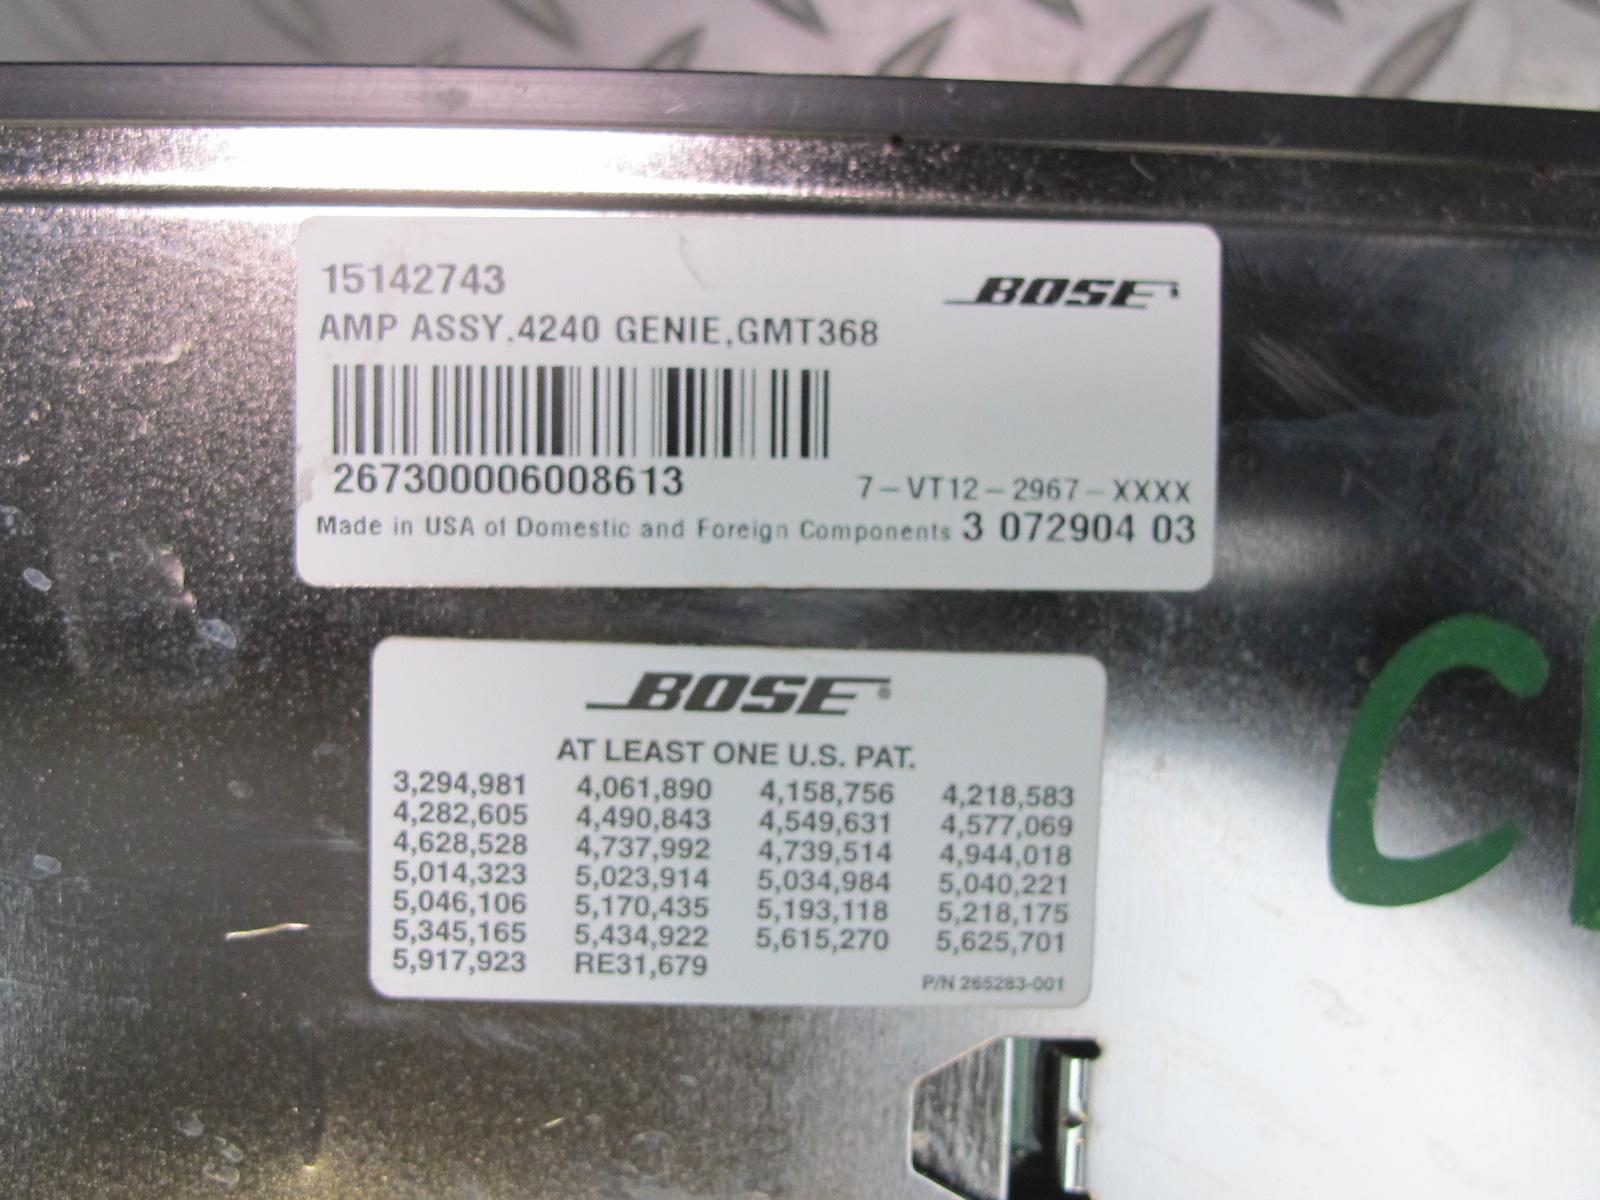 15142743
BOSE
AMP ASSY.4240 GENIE,GMT368
267300006008613
7-VT12-2967-XXXX
Made in USA of Domestic and Foreign Components 3 072904 03
BOSE®
AT LEAST ONE U.S. PAT.
3,294,981 4,061,890 4,158,756 4,218,583
4,282,605 4,490,843 4,549,631 4,577,069
4,628,528 4,737,992 4,739,514 4,944,018
5,014,323 5,023,914 5,034,984 5,040,221
5,046,106 5,170,435 5,193,118 5,218,175
5,345,165 5,434,922 5,615,270 5,625,701
5,917,923 RE31,679
P/N 265283-001
C